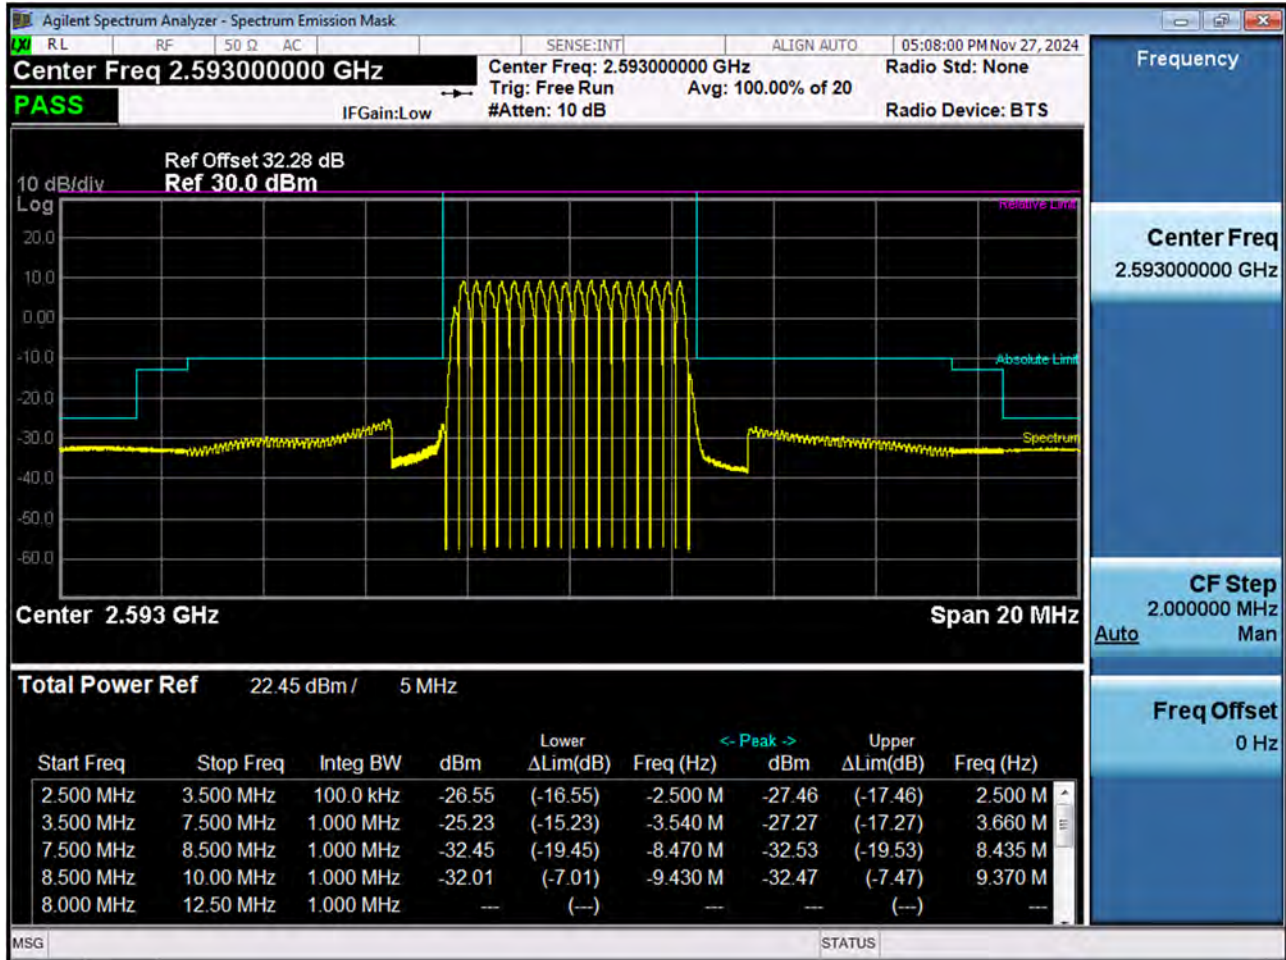 Agilent Spectrum Analyzer - Spectrum Emission Mask
LXI RL RF 50 Ω AC SENSE:INT ALIGN AUTO 05:08:00 PM Nov 27, 2024
Center Freq 2.593000000 GHz
Center Freq: 2.593000000 GHz Radio Std: None
Trig: Free Run Avg: 100.00% of 20
PASS
IFGain:Low #Atten: 10 dB Radio Device: BTS
Ref Offset 32.28 dB
10 dB/div Ref 30.0 dBm
Log
Relative Limit
20.0
10.0
0.00
-10.0
Absolute Limit
-20.0
-30.0
Spectrum
-40.0
-50.0
-60.0
Center 2.593 GHz Span 20 MHz
Total Power Ref 22.45 dBm / 5 MHz
Lower <- Peak -> Upper
Start Freq Stop Freq Integ BW dBm ΔLim(dB) Freq (Hz) dBm ΔLim(dB) Freq (Hz)
2.500 MHz 3.500 MHz 100.0 kHz -26.55 (-16.55) -2.500 M -27.46 (-17.46) 2.500 M
3.500 MHz 7.500 MHz 1.000 MHz -25.23 (-15.23) -3.540 M -27.27 (-17.27) 3.660 M
7.500 MHz 8.500 MHz 1.000 MHz -32.45 (-19.45) -8.470 M -32.53 (-19.53) 8.435 M
8.500 MHz 10.00 MHz 1.000 MHz -32.01 (-7.01) -9.430 M -32.47 (-7.47) 9.370 M
8.000 MHz 12.50 MHz 1.000 MHz --- (---) --- --- (---) ---
MSG STATUS
Frequency
Center Freq
2.593000000 GHz
CF Step
2.000000 MHz
Auto Man
Freq Offset
0 Hz